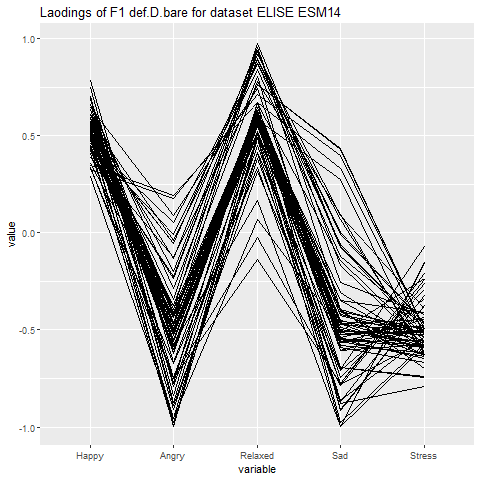 Laodings of F1 def.D.bare for dataset ELISE ESM14
1.0
0.5
0.0
-0.5
-1.0
value
Happy Angry Relaxed Sad Stress
variable